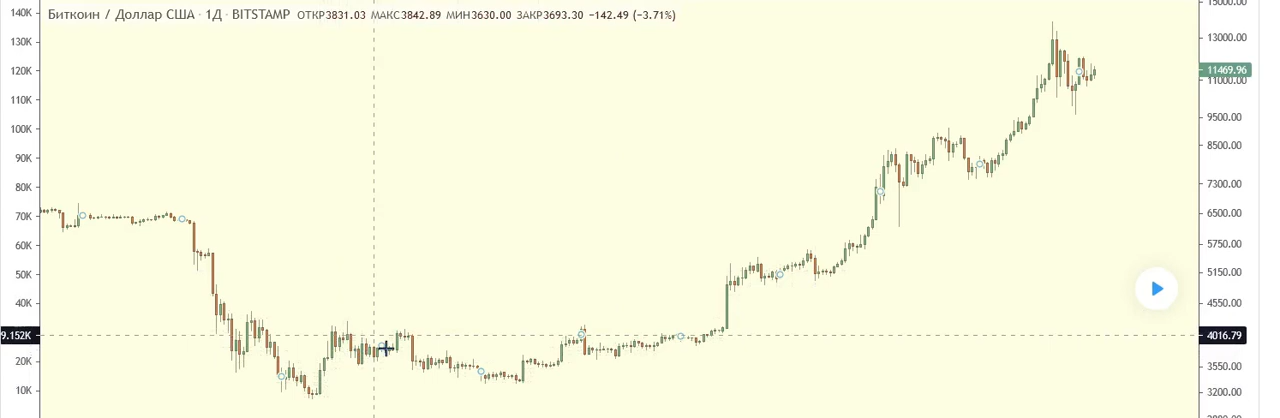 Биткоин / Доллар США · 1Д · BITSTAMP ОТКР3831.03 МАКС3842.89 МИН3630.00 ЗАКР3693.30 −142.49 (−3.71%)
140K
130K
120K
110K
100K
90K
80K
70K
60K
50K
40K
9.152K
20K
10K
15000.00
13000.00
11469.96
11000.00
9500.00
8500.00
7300.00
6500.00
5750.00
5150.00
4550.00
4016.79
3550.00
3200.00